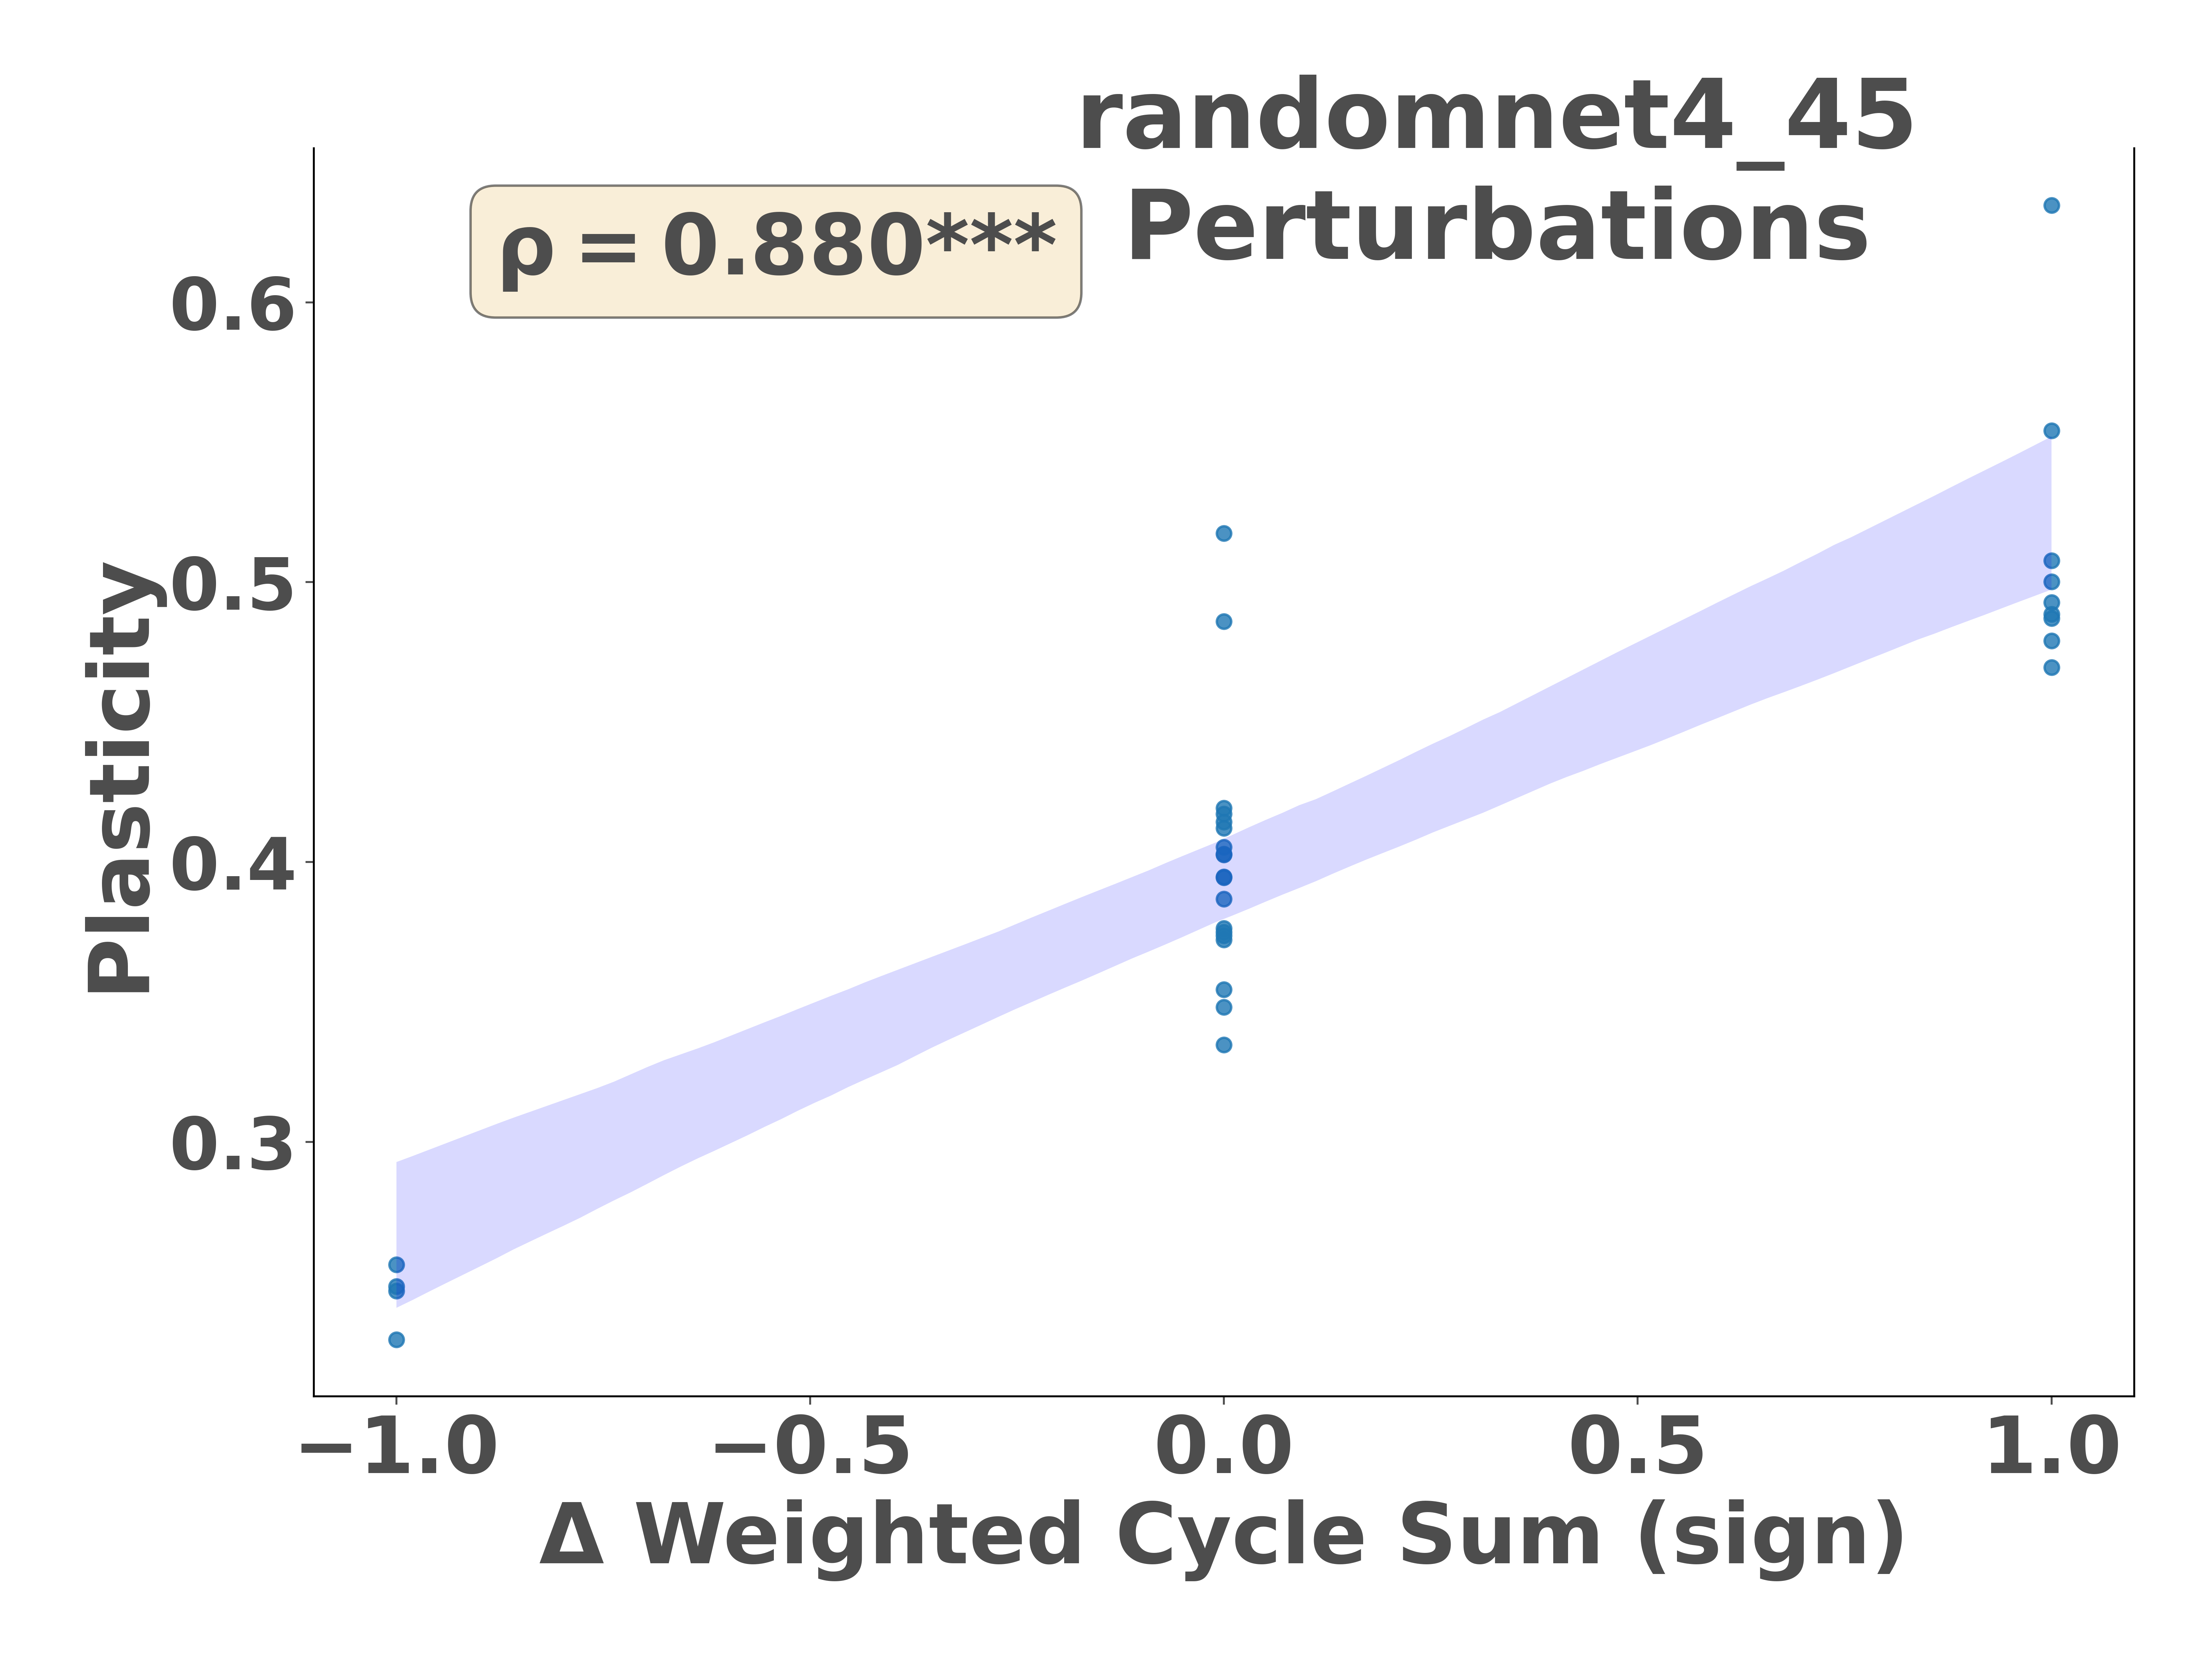 randomnet4_45
Perturbations
ρ = 0.880***
Plasticity
0.6
0.5
0.4
0.3
−1.0
−0.5
0.0
0.5
1.0
Δ Weighted Cycle Sum (sign)